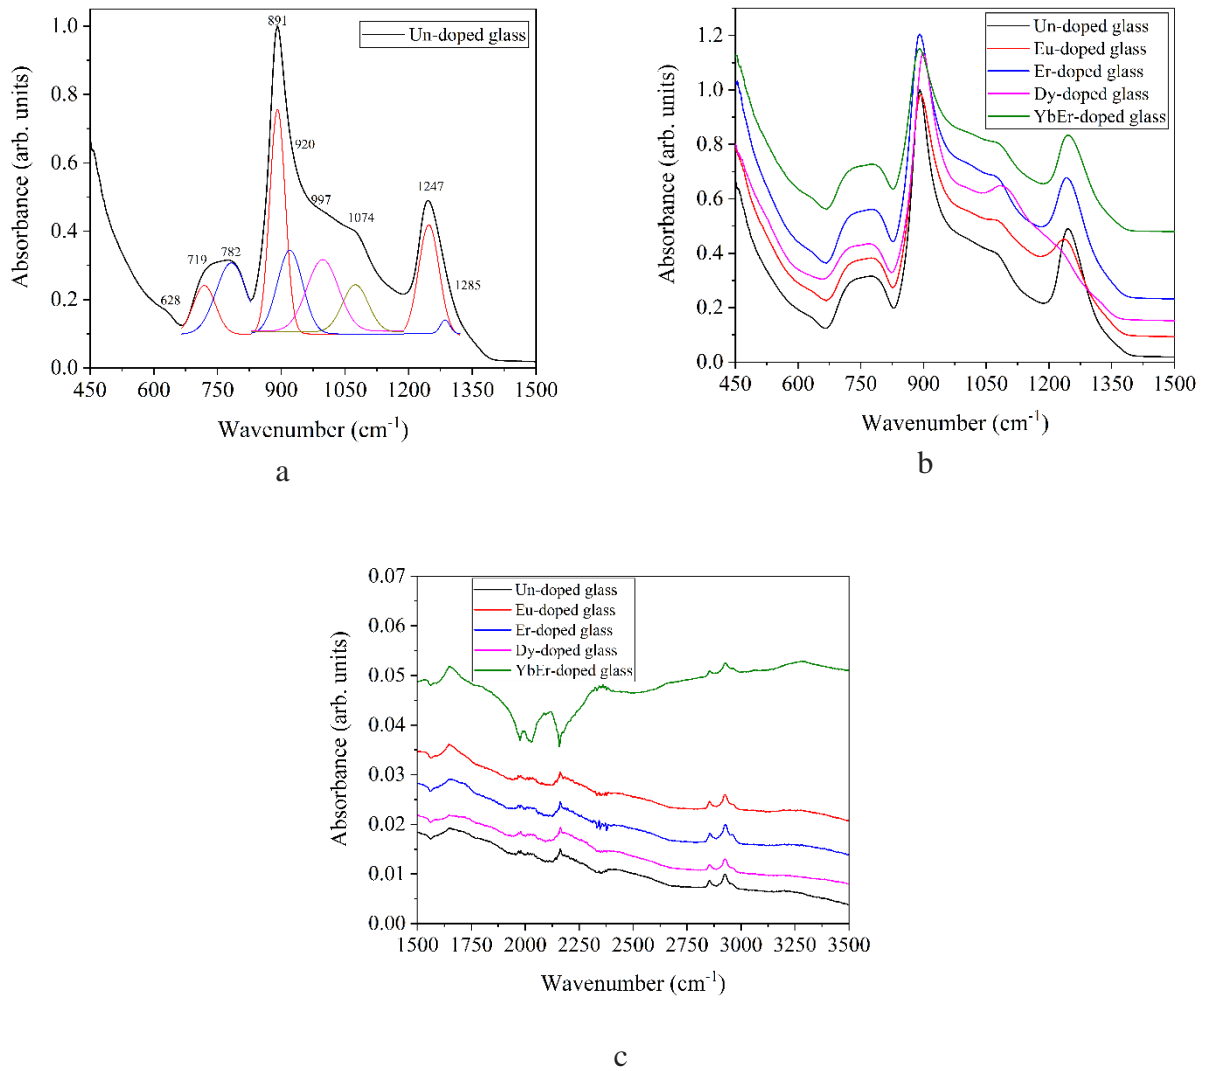 891
1.0
Un-doped glass
0.8
920
997
1247
1074
719
782
1285
628
0.6
0.4
0.2
0.0
450 600 750 900 1050 1200 1350 1500
Absorbance (arb. units)
Wavenumber (cm-1)
a
1.2
1.0
0.8
0.6
0.4
0.2
0.0
Un-doped glass
Eu-doped glass
Er-doped glass
Dy-doped glass
YbEr-doped glass
450 600 750 900 1050 1200 1350 1500
Absorbance (arb. units)
Wavenumber (cm-1)
b
0.07
0.06
0.05
0.04
0.03
0.02
0.01
0.00
Un-doped glass
Eu-doped glass
Er-doped glass
Dy-doped glass
YbEr-doped glass
1500 1750 2000 2250 2500 2750 3000 3250 3500
Absorbance (arb. units)
Wavenumber (cm-1)
c